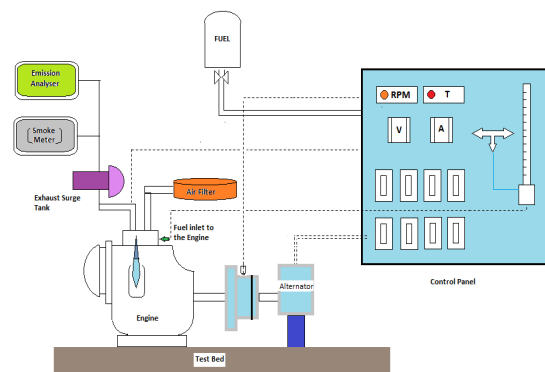 FUEL
Emission
Analyser
Smoke
Meter
Exhaust Surge
Tank
Air Filter
Fuel inlet to
the Engine
Engine
Alternator
Test Bed
RPM
T
V
A
Control Panel